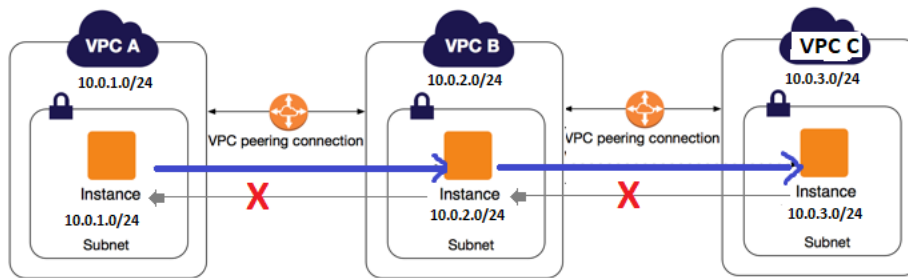 VPC A
10.0.1.0/24
Instance
10.0.1.0/24
Subnet
VPC peering connection
X
VPC B
10.0.2.0/24
Instance
10.0.2.0/24
Subnet
VPC peering connection
X
VPC C
10.0.3.0/24
Instance
10.0.3.0/24
Subnet